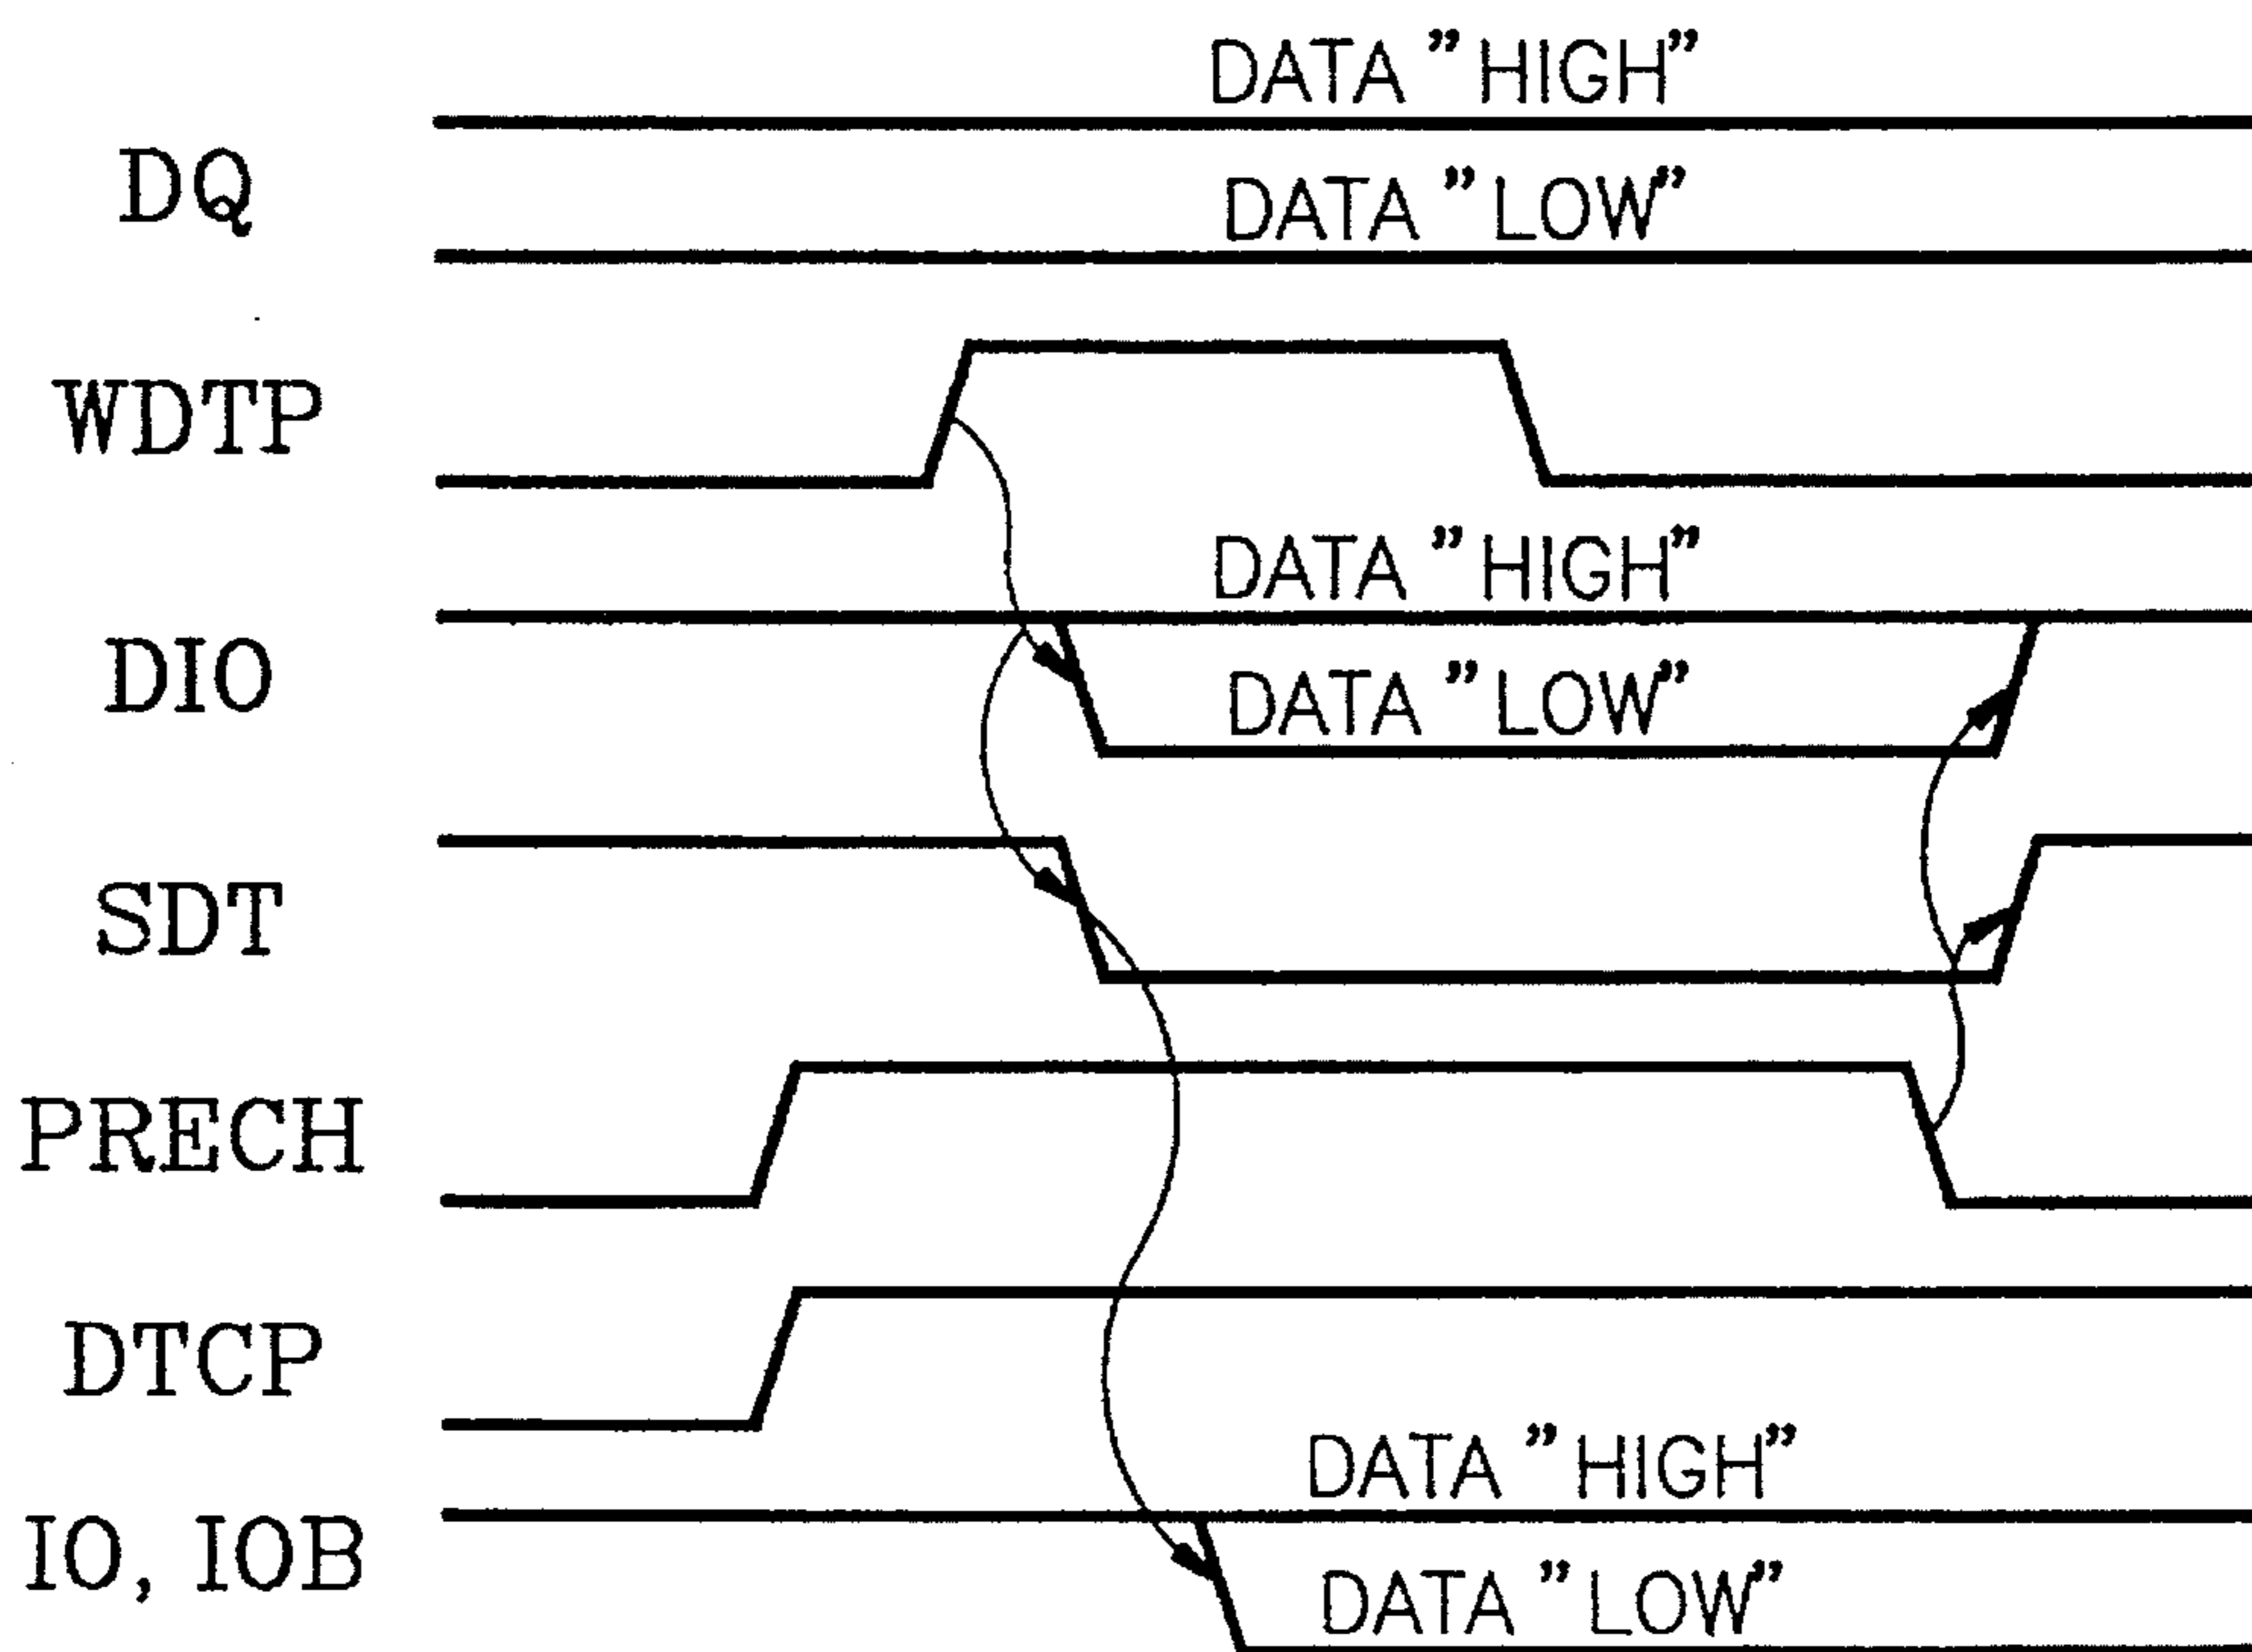 DATA "HIGH"
DQ
DATA "LOW"
WDTP
DATA "HIGH"
DIO
DATA "LOW"
SDT
PRECH
DTCP
DATA "HIGH"
IO, IOB
DATA "LOW"